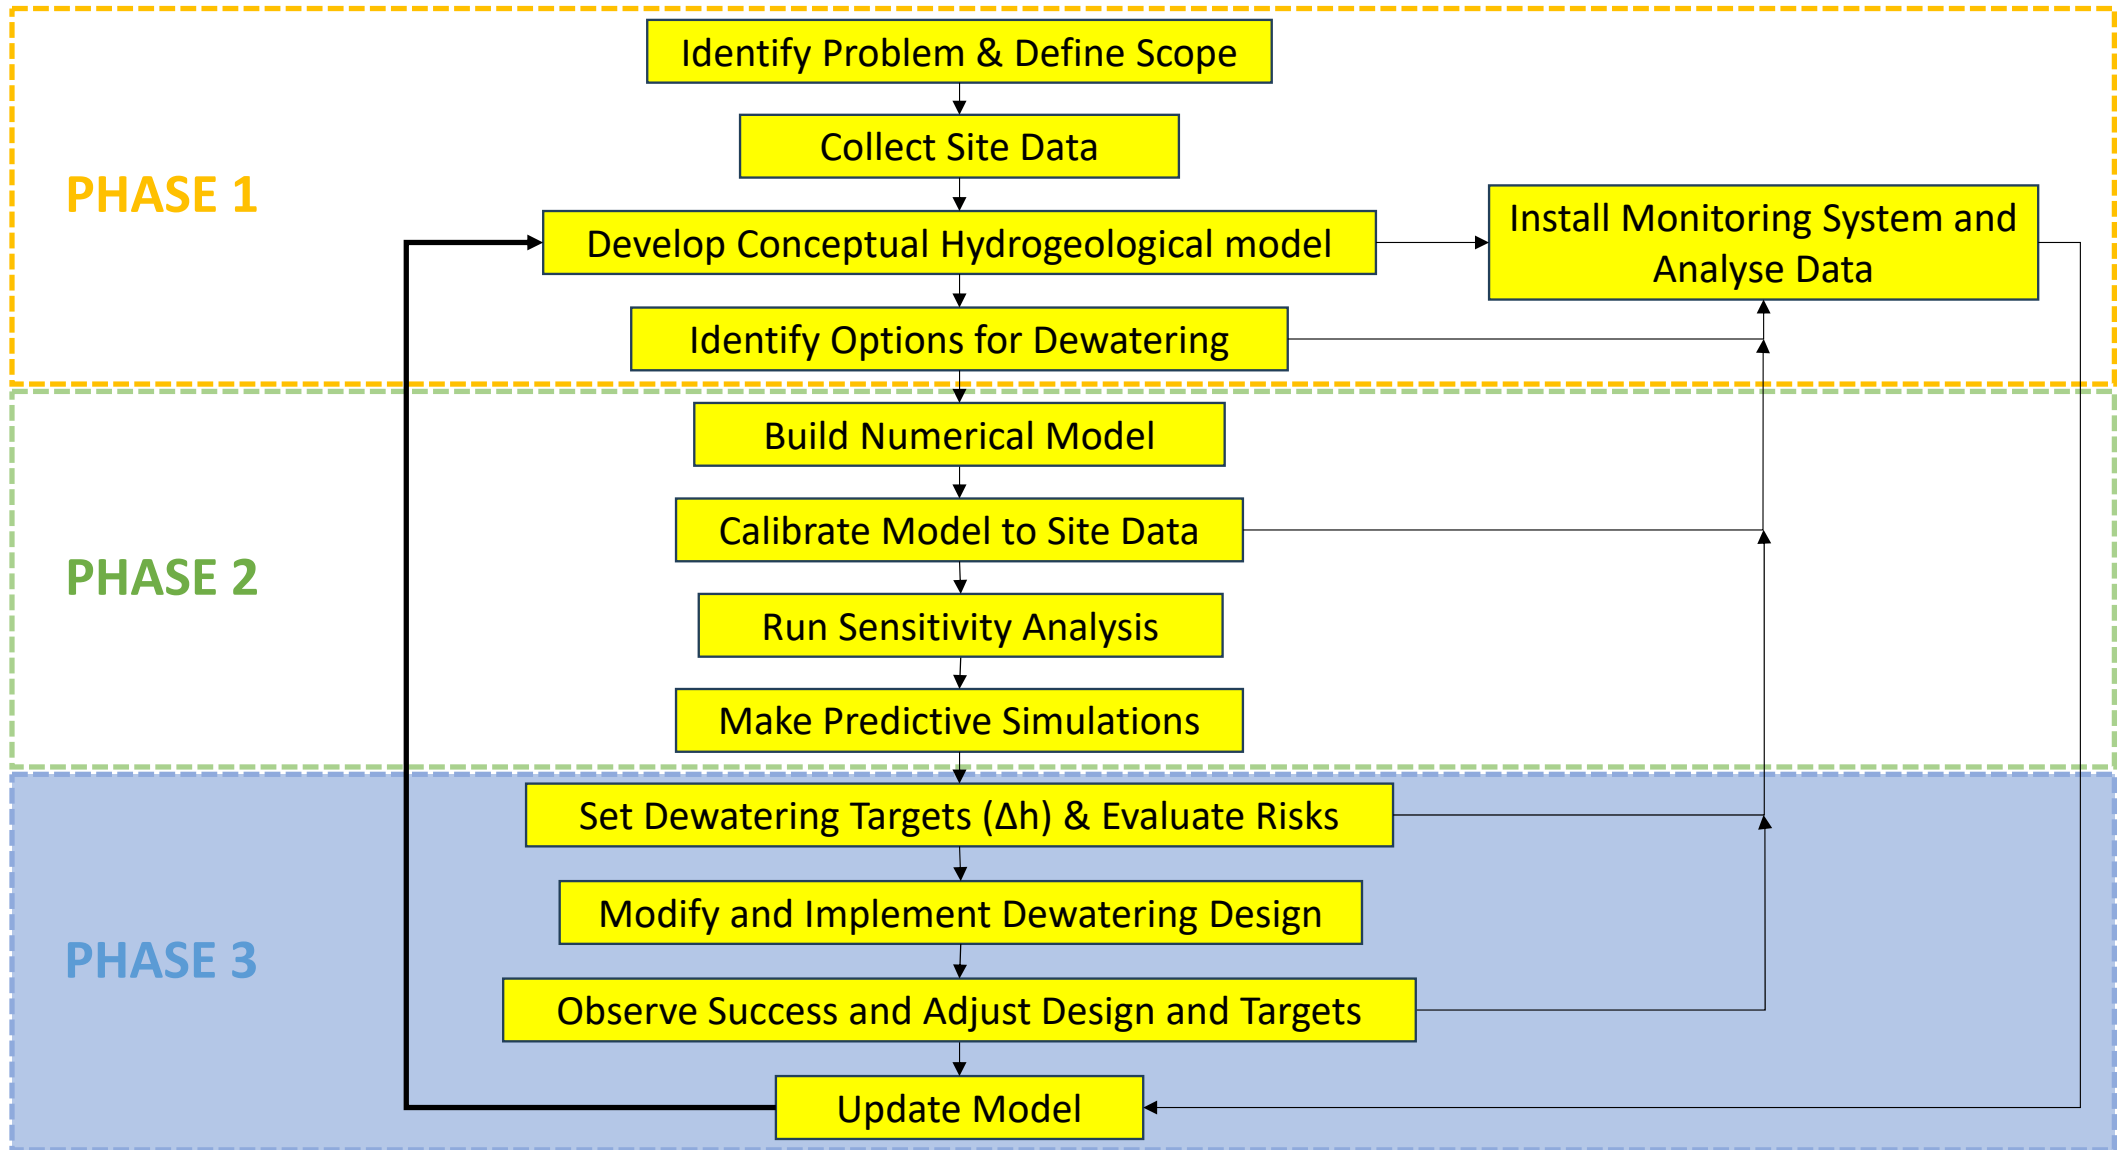 Identify Problem & Define Scope
Collect Site Data
PHASE 1
Develop Conceptual Hydrogeological model
Install Monitoring System and
Analyse Data
Identify Options for Dewatering
Build Numerical Model
Calibrate Model to Site Data
PHASE 2
Run Sensitivity Analysis
Make Predictive Simulations
Set Dewatering Targets (Δh) & Evaluate Risks
Modify and Implement Dewatering Design
PHASE 3
Observe Success and Adjust Design and Targets
Update Model